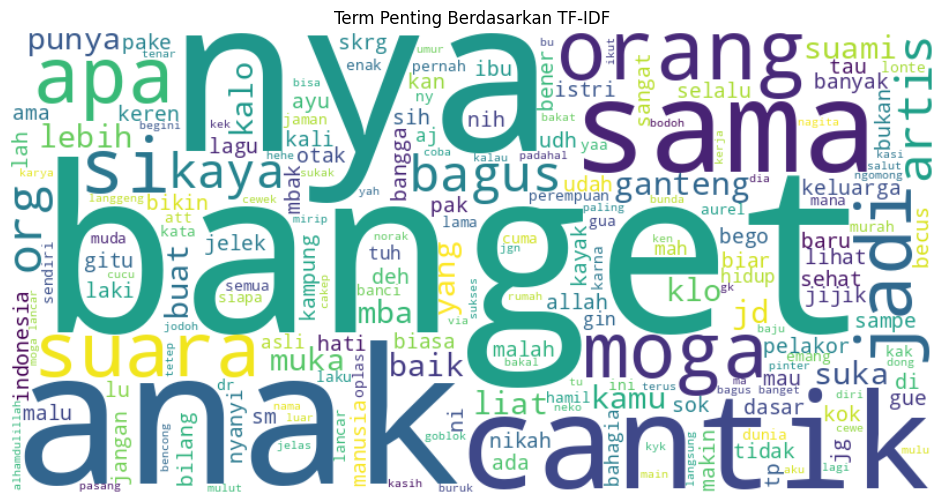 Term Penting Berdasarkan TF-IDF
punya
pake
tenar
nya
skrg
umur
bu
ikut
orang
suami
lonte
enak
pernah
istri
tau
banyak
artis
apa
kalo
bisa
kan
ibu
bener
sangat
selalu
ama
keren
ayu
ny
sama
bakat
bodoh
nagita
bukan
lah
lebih
begini
kek
jaman
sih
nih
lagu
kali
aj
udh
yaa
kerja
kasi
hehe
otak
bangga
coba
kalau
padahal
dia
salut
ngomong
karya
si
kaya
sukak
mbak
bagus
udah
ganteng
keluarga
langgeng
cewek
yah
perempuan
bunda
mana
org
bikin
mirip
pak
lama
gua
paling
aurel
murah
att
kata
banget
cuma
ken
bego
baru
jadi
becus
muda
buat
jelek
norak
tuh
jgn
kayak
karna
mah
biar
lihat
sendiri
gitu
kampung
yang
hidup
sehat
cucu
semua
deh
allah
klo
gk
jijik
laki
siapa
banci
cakep
mba
sukses
rumah
gin
jd
baju
sampe
indonesia
moga
lancar
jodoh
via
suara
asli
hati
biasa
malah
moga
pelakor
emang
kak
dong
tetep
muka
baik
bakal
pinter
suka
di
laku
oplas
tu
ini
terus
ma
bagus banget
mau
diri
gue
malu
lu
dr
anak
sm
liat
hamil
kamu
sok
dasar
kok
cewe
alhamdulillah
jangan
nama
luar
manusia
ni
neko
cantik
bahagia
dunia
jg
mulu
bencong
bilang
nyanyi
jelas
lancar
goblok
nikah
kyk
makin
langsung
tidak
tp
aku
lagi
pasang
mulut
kasih
buruk
ada
main